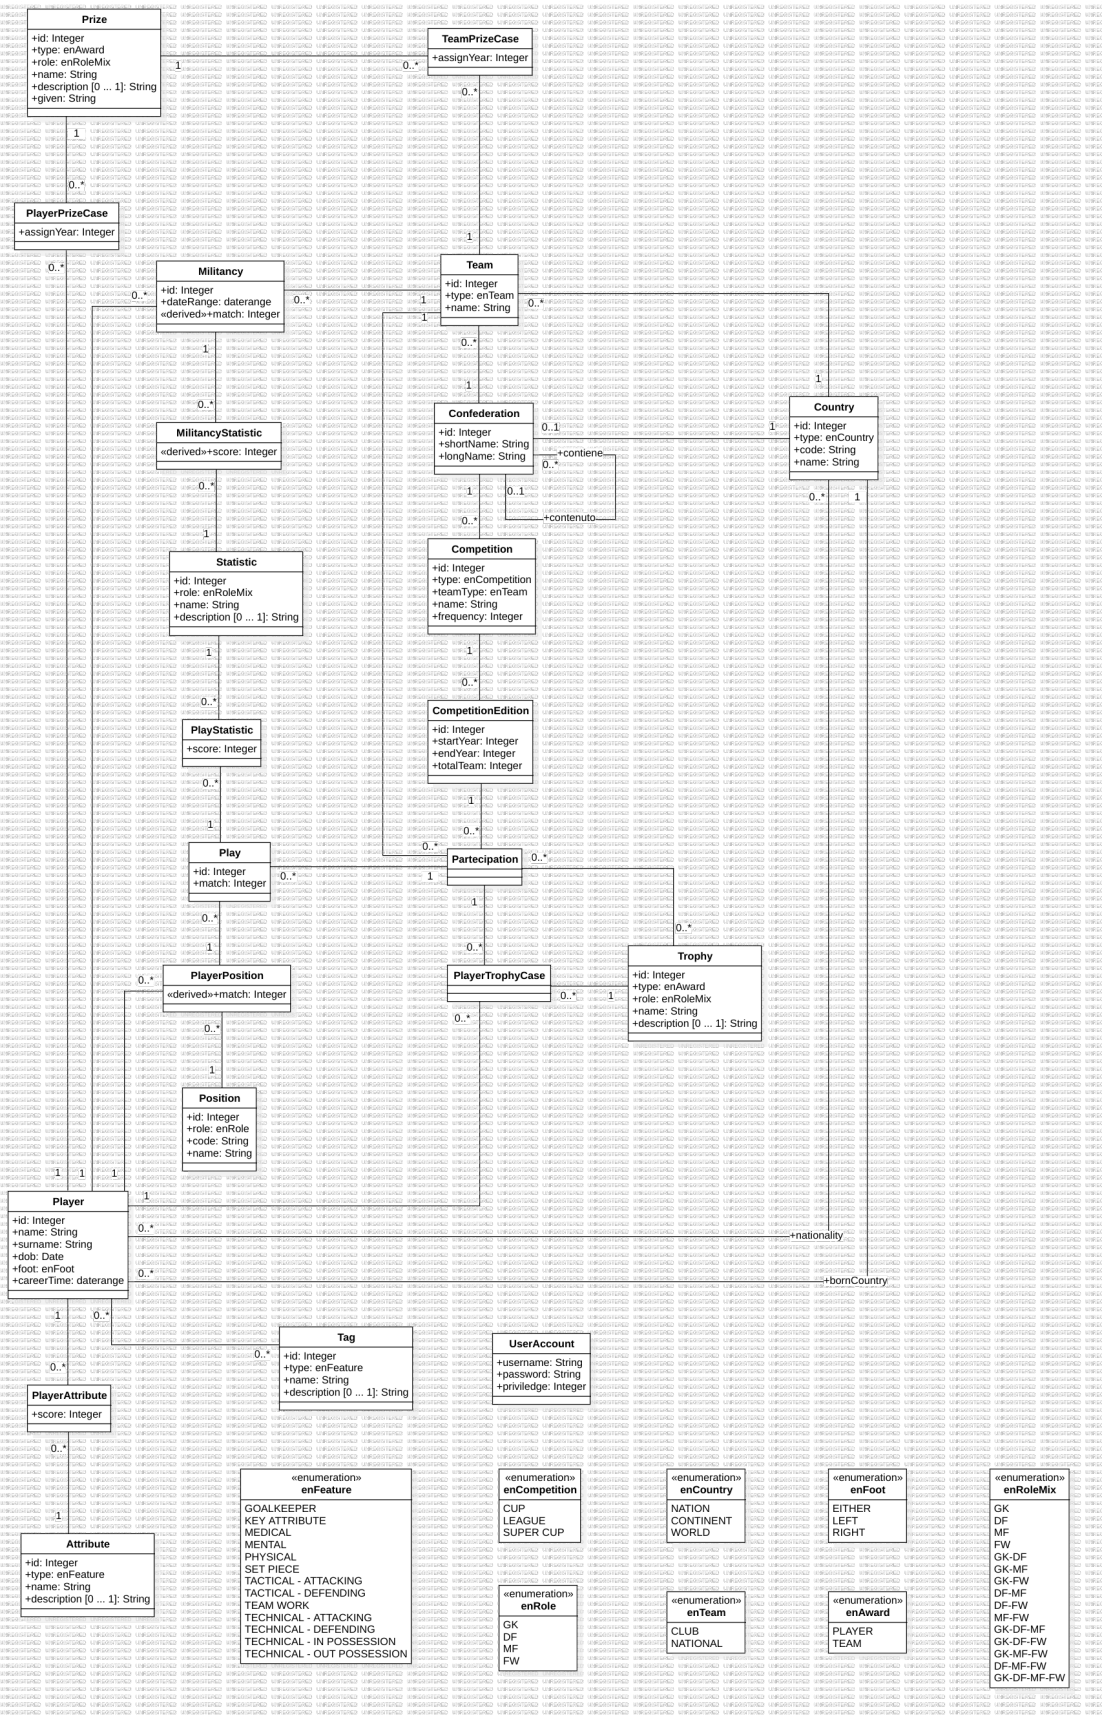 Prize
+id: Integer
+type: enAward
+role: enRoleMix
+name: String
+description [0 ... 1]: String
+given: String
1
0..*
TeamPrizeCase
+assignYear: Integer
0..*
1
1
0..*
PlayerPrizeCase
+assignYear: Integer
0..*
Militancy
+id: Integer
+dateRange: daterange
«derived»+match: Integer
0..*
0..*
1
Team
+id: Integer
+type: enTeam
+name: String
1
1
0..*
0..*
1
1
0..*
MilitancyStatistic
«derived»+score: Integer
0..*
1
Confederation
+id: Integer
+shortName: String
+longName: String
0..1
1
+contiene
0..*
0..1
+contenuto
1
0..*
Country
+id: Integer
+type: enCountry
+code: String
+name: String
1
0..*
1
Statistic
+id: Integer
+role: enRoleMix
+name: String
+description [0 ... 1]: String
1
0..*
Competition
+id: Integer
+type: enCompetition
+teamType: enTeam
+name: String
+frequency: Integer
1
0..*
PlayStatistic
+score: Integer
0..*
1
CompetitionEdition
+id: Integer
+startYear: Integer
+endYear: Integer
+totalTeam: Integer
1
0..*
0..*
Play
+id: Integer
+match: Integer
0..*
1
Partecipation
0..*
0..*
1
1
0..*
0..*
PlayerPosition
«derived»+match: Integer
0..*
0..*
1
PlayerTrophyCase
0..*
1
0..*
Trophy
+id: Integer
+type: enAward
+role: enRoleMix
+name: String
+description [0 ... 1]: String
Position
+id: Integer
+role: enRole
+code: String
+name: String
1
1
1
Player
+id: Integer
+name: String
+surname: String
+dob: Date
+foot: enFoot
+careerTime: daterange
1
0..*
+nationality
0..*
+bornCountry
1
0..*
0..*
0..*
Tag
+id: Integer
+type: enFeature
+name: String
+description [0 ... 1]: String
UserAccount
+username: String
+password: String
+priviledge: Integer
PlayerAttribute
+score: Integer
0..*
1
Attribute
+id: Integer
+type: enFeature
+name: String
+description [0 ... 1]: String
«enumeration»
enFeature
GOALKEEPER
KEY ATTRIBUTE
MEDICAL
MENTAL
PHYSICAL
SET PIECE
TACTICAL - ATTACKING
TACTICAL - DEFENDING
TEAM WORK
TECHNICAL - ATTACKING
TECHNICAL - DEFENDING
TECHNICAL - IN POSSESSION
TECHNICAL - OUT POSSESSION
«enumeration»
enCompetition
CUP
LEAGUE
SUPER CUP
«enumeration»
enCountry
NATION
CONTINENT
WORLD
«enumeration»
enFoot
EITHER
LEFT
RIGHT
«enumeration»
enRoleMix
GK
DF
MF
FW
GK-DF
GK-MF
GK-FW
DF-MF
DF-FW
MF-FW
GK-DF-MF
GK-DF-FW
GK-MF-FW
DF-MF-FW
GK-DF-MF-FW
«enumeration»
enRole
GK
DF
MF
FW
«enumeration»
enTeam
CLUB
NATIONAL
«enumeration»
enAward
PLAYER
TEAM